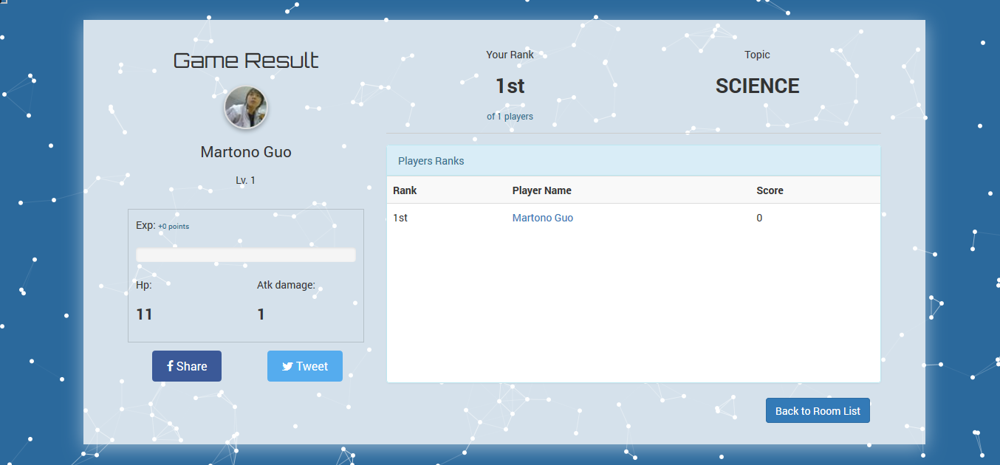 Game Result
Martono Guo
Lv. 1
Exp: +0 points
Hp: Atk damage:
11 1
Share Tweet
Your Rank
1st
of 1 players
Topic
SCIENCE
Players Ranks
Rank Player Name Score
1st Martono Guo 0
Back to Room List